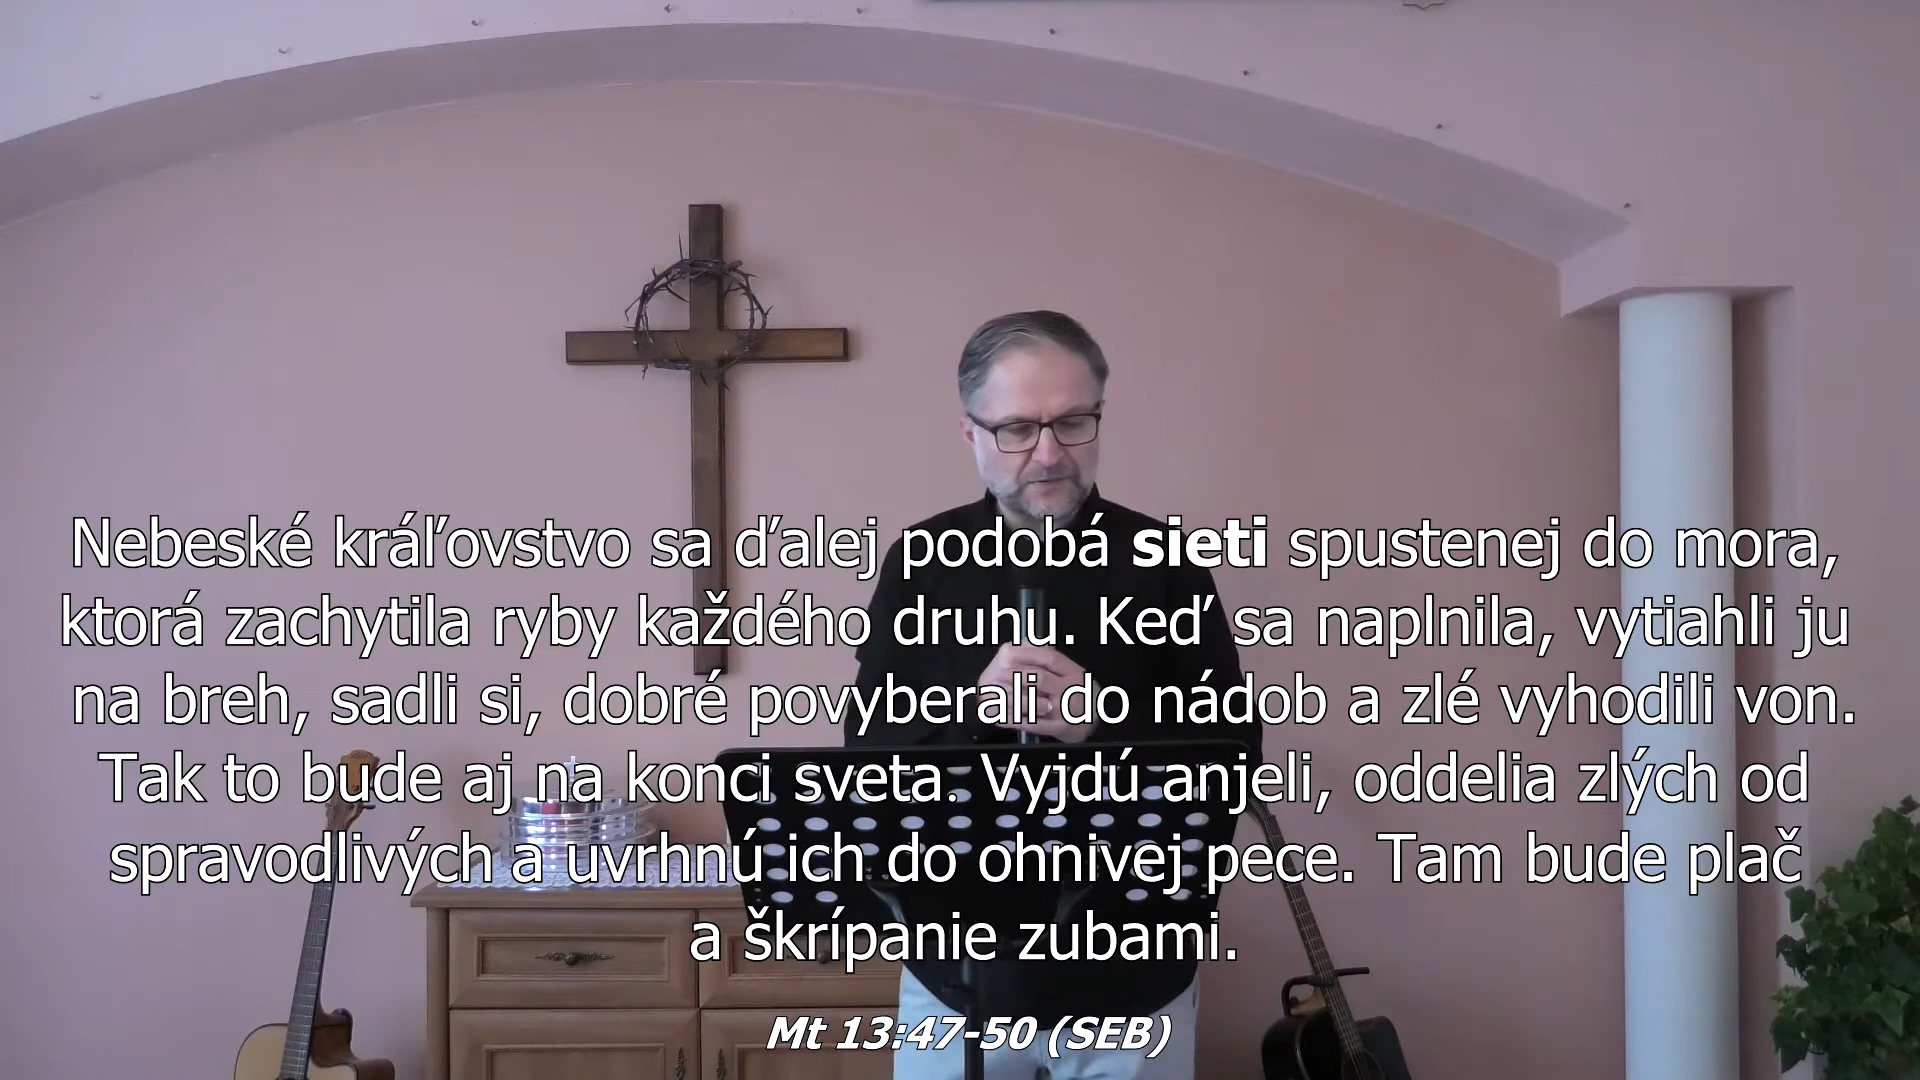 Nebeské kráľovstvo sa ďalej podobá sieti spustenej do mora,
ktorá zachytila ryby každého druhu. Keď sa naplnila, vytiahli ju
na breh, sadli si, dobré povyberali do nádob a zlé vyhodili von.
Tak to bude aj na konci sveta. Vyjdú anjeli, oddelia zlých od
spravodlivých a uvrhnú ich do ohnivej pece. Tam bude plač
a škrípanie zubami.
Mt 13:47-50 (SEB)